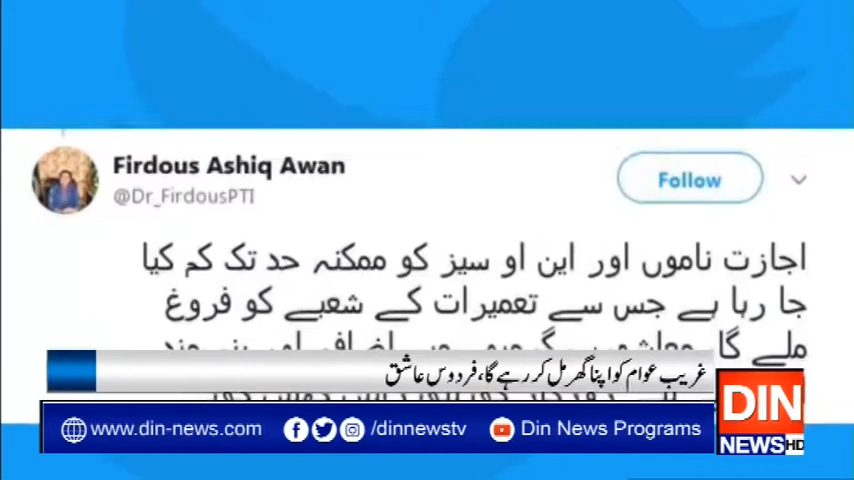 Firdous Ashiq Awan
@Dr_FirdousPTI
Follow
اجازت ناموں اور این او سیز کو ممکنہ حد تک کم کیا
جا رہا ہے جس سے تعمیرات کے شعبے کو فروغ
ملے گا۔
غریب عوام کو اپنا گھر مل کر رہے گا، فردوس عاشق
www.din-news.com
/dinnewstv
Din News Programs
DIN
NEWS HD